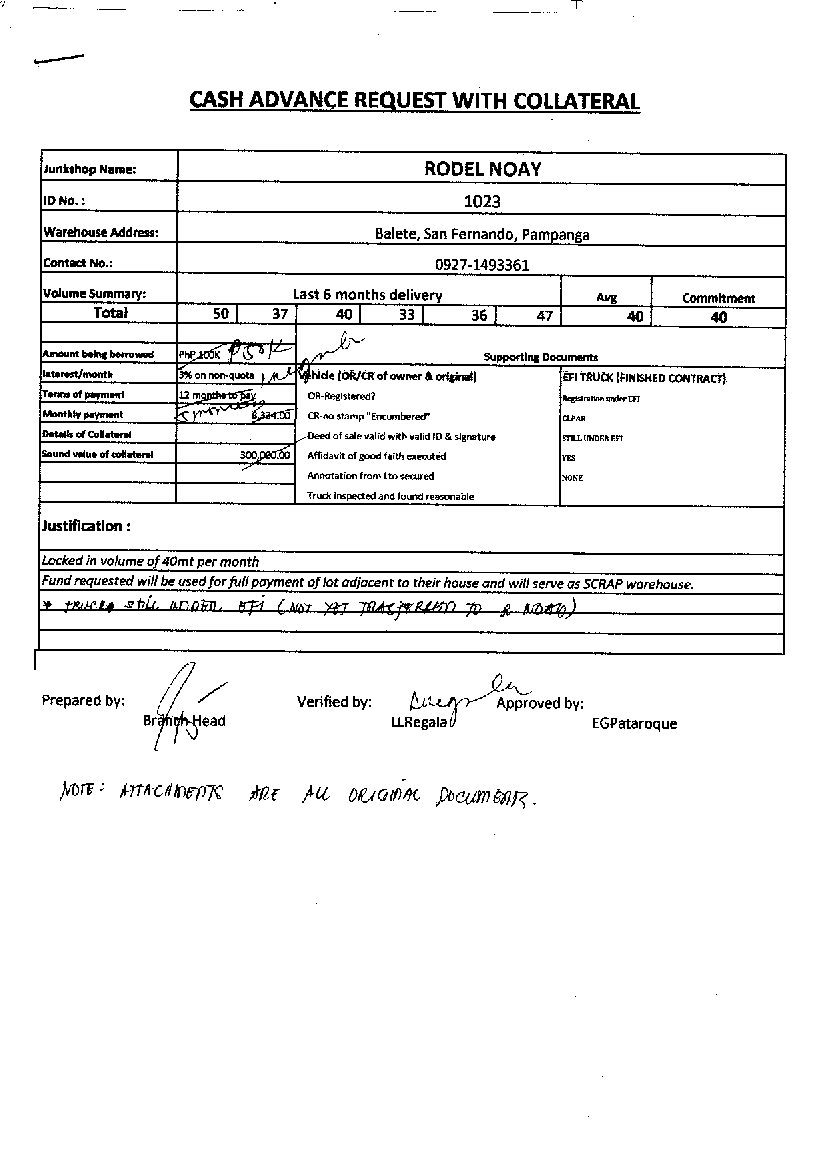 CASH ADVANCE REQUEST WITH COLLATERAL
Junkshop Name: RODEL NOAY
ID No. : 1023
Warehouse Address: Balete, San Fernando, Pampanga
Contact No.: 0927-1493361
Volume Summary: Last 6 months delivery Avg Commitment
Total 50 37 40 33 36 47 40 40
Amount being borrowed PhP 100K ₱50K Supporting Documents
Interest/month 3% on non-quota Vehicle (OR/CR of owner & original) EFI TRUCK (FINISHED CONTRACT)
Terms of payment 12 months to pay OR-Registered? Registration under EFI
5 months
Monthly payment CR-no stamp "Encumbered" CLEAR
Details of Collateral Deed of sale valid with valid ID & signature STILL UNDER EFI
Sound value of collateral 300,000.00 Affidavit of good faith executed YES
Annotation from Lto secured NONE
Truck inspected and found reasonable
Justification :
Locked in volume of 40mt per month
Fund requested will be used for full payment of lot adjacent to their house and will serve as SCRAP warehouse.
* STILL EFI (NOT YET TO R NOAY)
Prepared by: Verified by: Approved by:
Branch Head LLRegala EGPataroque
NOTE: ATTACHMENTS ARE ALL ORIGINAL DOCUMENTS.